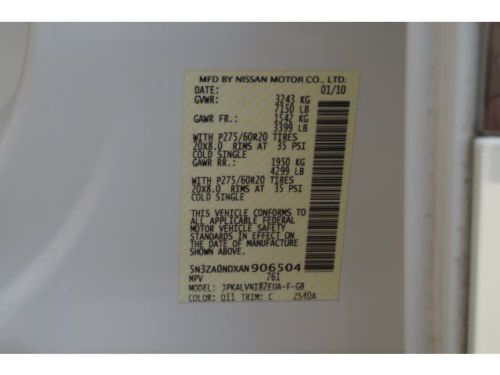 MFD BY NISSAN MOTOR CO., LTD.
DATE: 01/10
GVWR: 3243 KG
7150 LB
GAWR FR.: 1542 KG
3399 LB
WITH P275/60R20 TIRES
20X8.0 RIMS AT 35 PSI
COLD SINGLE
GAWR RR.: 1950 KG
4299 LB
WITH P275/60R20 TIRES
20X8.0 RIMS AT 35 PSI
COLD SINGLE
THIS VEHICLE CONFORMS TO
ALL APPLICABLE FEDERAL
MOTOR VEHICLE SAFETY
STANDARDS IN EFFECT ON
THE DATE OF MANUFACTURE
SHOWN ABOVE.
5N3ZA0NDXAN906504
MPV 761
MODEL: JPKALVNI82EUA-F-GB
COLOR: Q11 TRIM: C ZS40A